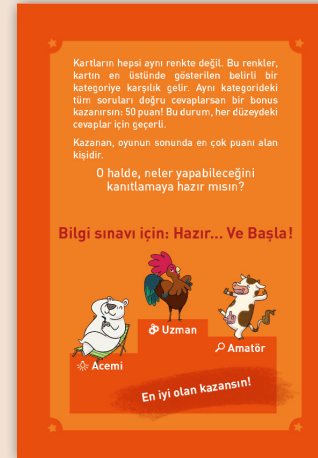 Kartların hepsi aynı renkte değil. Bu renkler,
kartın en üstünde gösterilen belirli bir
kategoriye karşılık gelir. Aynı kategorideki
tüm soruları doğru cevaplarsan bir bonus
kazanırsın: 50 puan! Bu durum, her düzeydeki
cevaplar için geçerli.
Kazanan, oyunun sonunda en çok puanı alan
kişidir.
O halde, neler yapabileceğini
kanıtlamaya hazır mısın?
Bilgi sınavı için: Hazır... Ve Başla!
Uzman
Amatör
Acemi
En iyi olan kazansın!